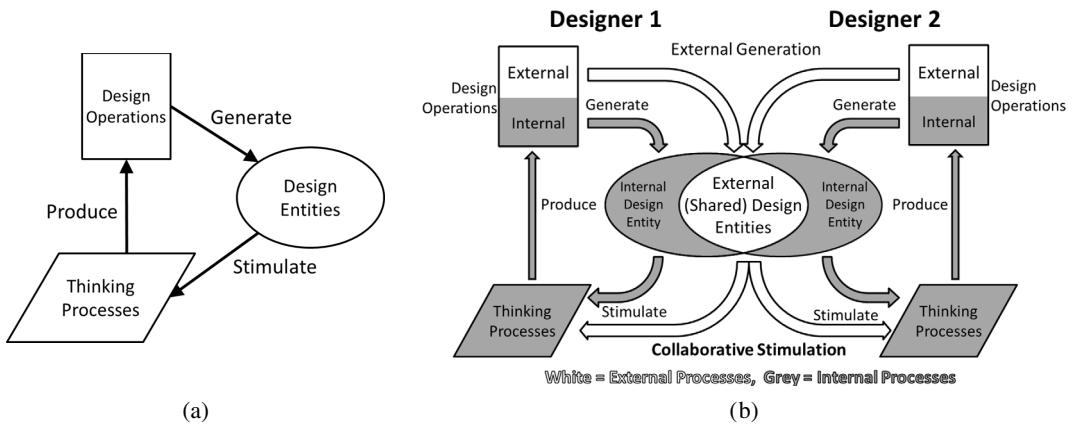 Design
Operations
Generate
Design
Entities
Produce
Stimulate
Thinking
Processes
(a)
Designer 1
Designer 2
External Generation
External
Internal
Design
Operations
Generate
External
Internal
Design
Operations
Generate
Internal
Design
Entity
External
(Shared) Design
Entities
Internal
Design
Entity
Produce
Produce
Thinking
Processes
Stimulate
Stimulate
Thinking
Processes
Collaborative Stimulation
White = External Processes, Grey = Internal Processes
(b)